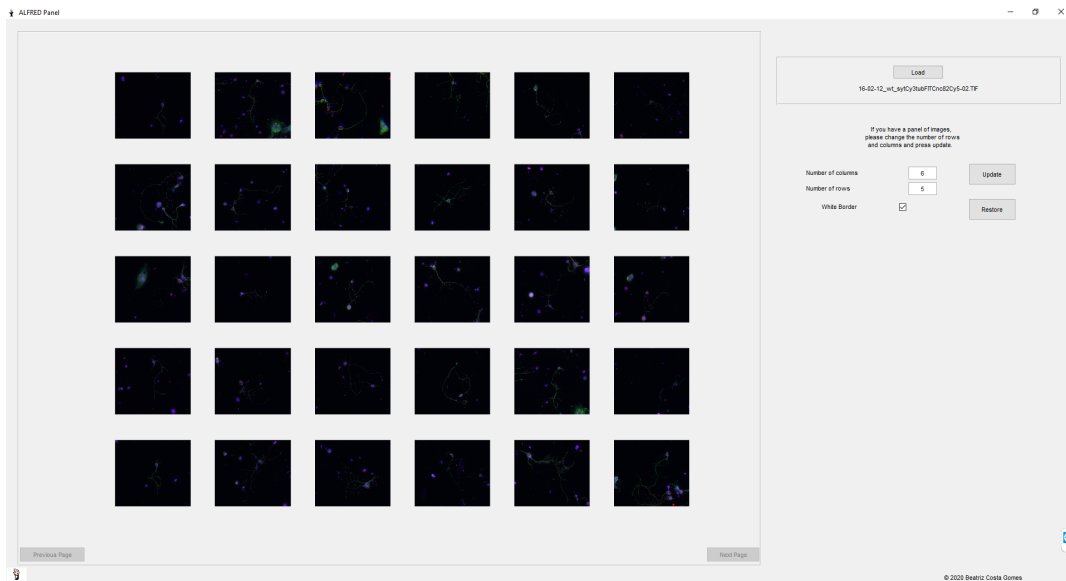 ALFRED Panel
Load
16-02-12_wt_sytCy3tubFITCnc82Cy5-02.TIF
If you have a panel of images,
please change the number of rows
and columns and press update.
Number of columns 6
Update
Number of rows 5
White Border
Restore
Previous Page
Next Page
© 2020 Beatriz Costa Gomes